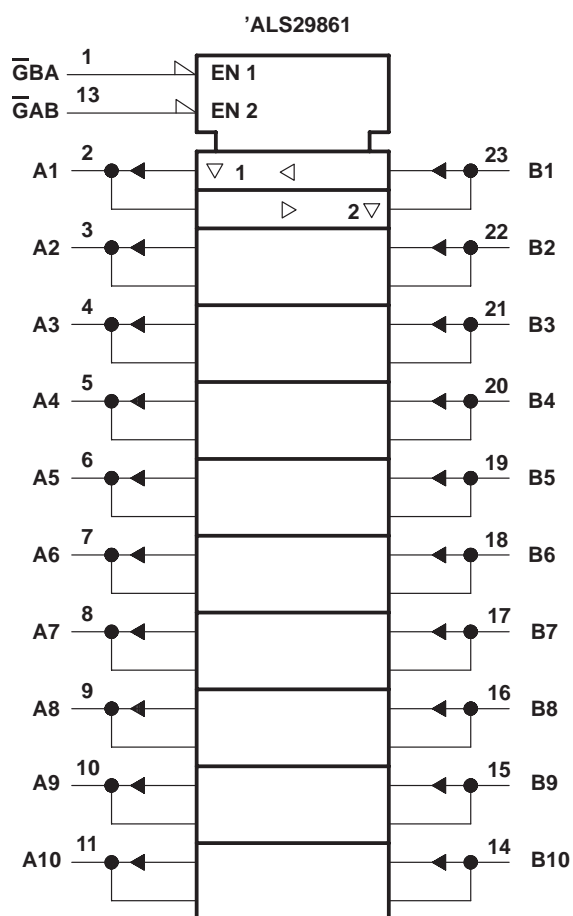 ’ALS29861
G̅BA 1 EN 1
G̅AB 13 EN 2
A1 2 ▽ 1 ◁ 23 B1
▷ 2 ▽
A2 3 22 B2
A3 4 21 B3
A4 5 20 B4
A5 6 19 B5
A6 7 18 B6
A7 8 17 B7
A8 9 16 B8
A9 10 15 B9
A10 11 14 B10